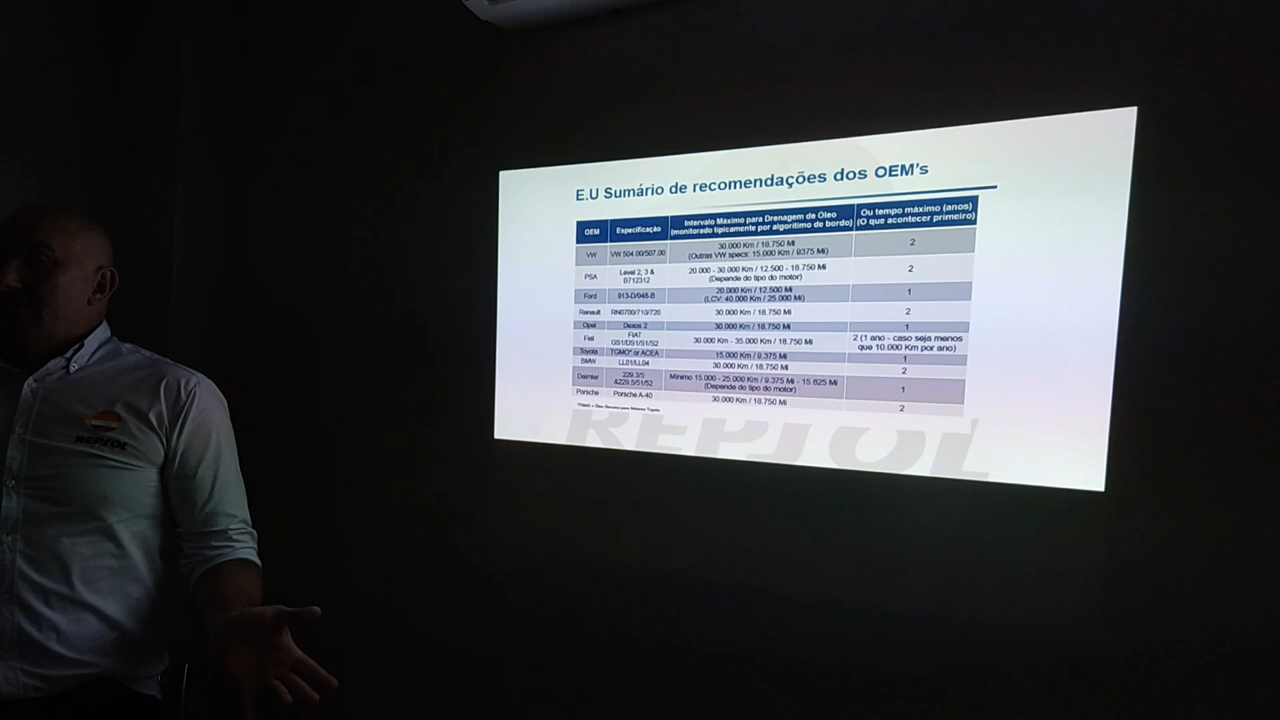 E.U Sumário de recomendações dos OEM's
OEM
Especificação
Intervalo Máximo para Drenagem de Óleo
(monitorado tipicamente por algoritimo de bordo)
Ou tempo máximo (anos)
(O que acontecer primeiro)
VW
VW 504.00/507.00
30.000 Km / 18.750 Mi
(Outras VW specs: 15.000 Km / 9375 Mi)
2
PSA
Level 2, 3 &
B712312
20.000 - 30.000 Km / 12.500 - 18.750 Mi
(Depende do tipo do motor)
2
Ford
913-D/948-B
20.000 Km / 12.500 Mi
(LCV: 40.000 Km / 25.000 Mi)
1
Renault
RN0700/710/720
30.000 Km / 18.750 Mi
2
Opel
Dexos 2
30.000 Km / 18.750 Mi
1
Fiat
FIAT
GS1/DS1/S1/S2
30.000 Km - 35.000 Km / 18.750 Mi
2 (1 ano - caso seja menos
que 10.000 Km por ano)
Toyota
TGMO* or ACEA
15.000 Km / 9.375 Mi
1
BMW
LL01/LL04
30.000 Km / 18.750 Mi
2
Daimler
229.3/5
&229.51/51/52
Mínimo 15.000 - 25.000 Km / 9.375 Mi - 15.625 Mi
(Depende do tipo do motor)
1
Porsche
Porsche A-40
30.000 Km / 18.750 Mi
2
*TGMO = Óleo Genuíno para Motores Toyota
REPSOL
REPSOL